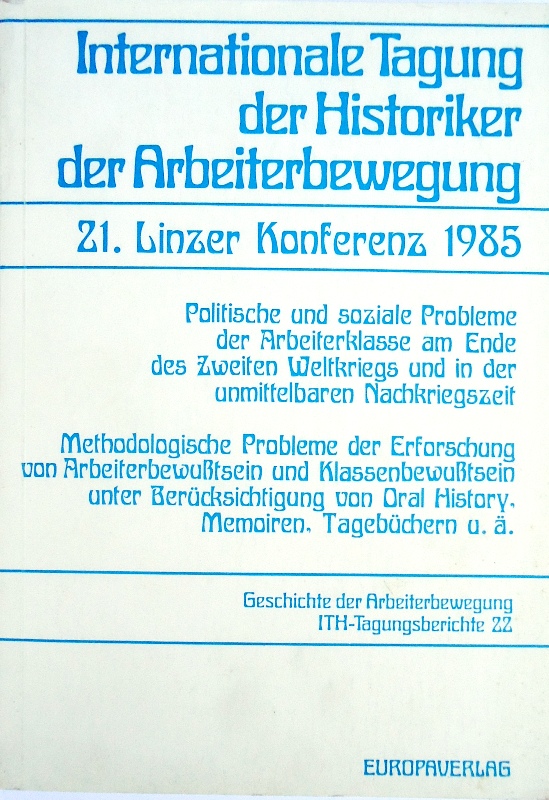 Internationale Tagung
der Historiker
der Arbeiterbewegung
21. Linzer Konferenz 1985
Politische und soziale Probleme
der Arbeiterklasse am Ende
des Zweiten Weltkriegs und in der
unmittelbaren Nachkriegszeit
Methodologische Probleme der Erforschung
von Arbeiterbewußtsein und Klassenbewußtsein
unter Berücksichtigung von Oral History,
Memoiren, Tagebüchern u. ä.
Geschichte der Arbeiterbewegung
ITH-Tagungsberichte 22
EUROPAVERLAG